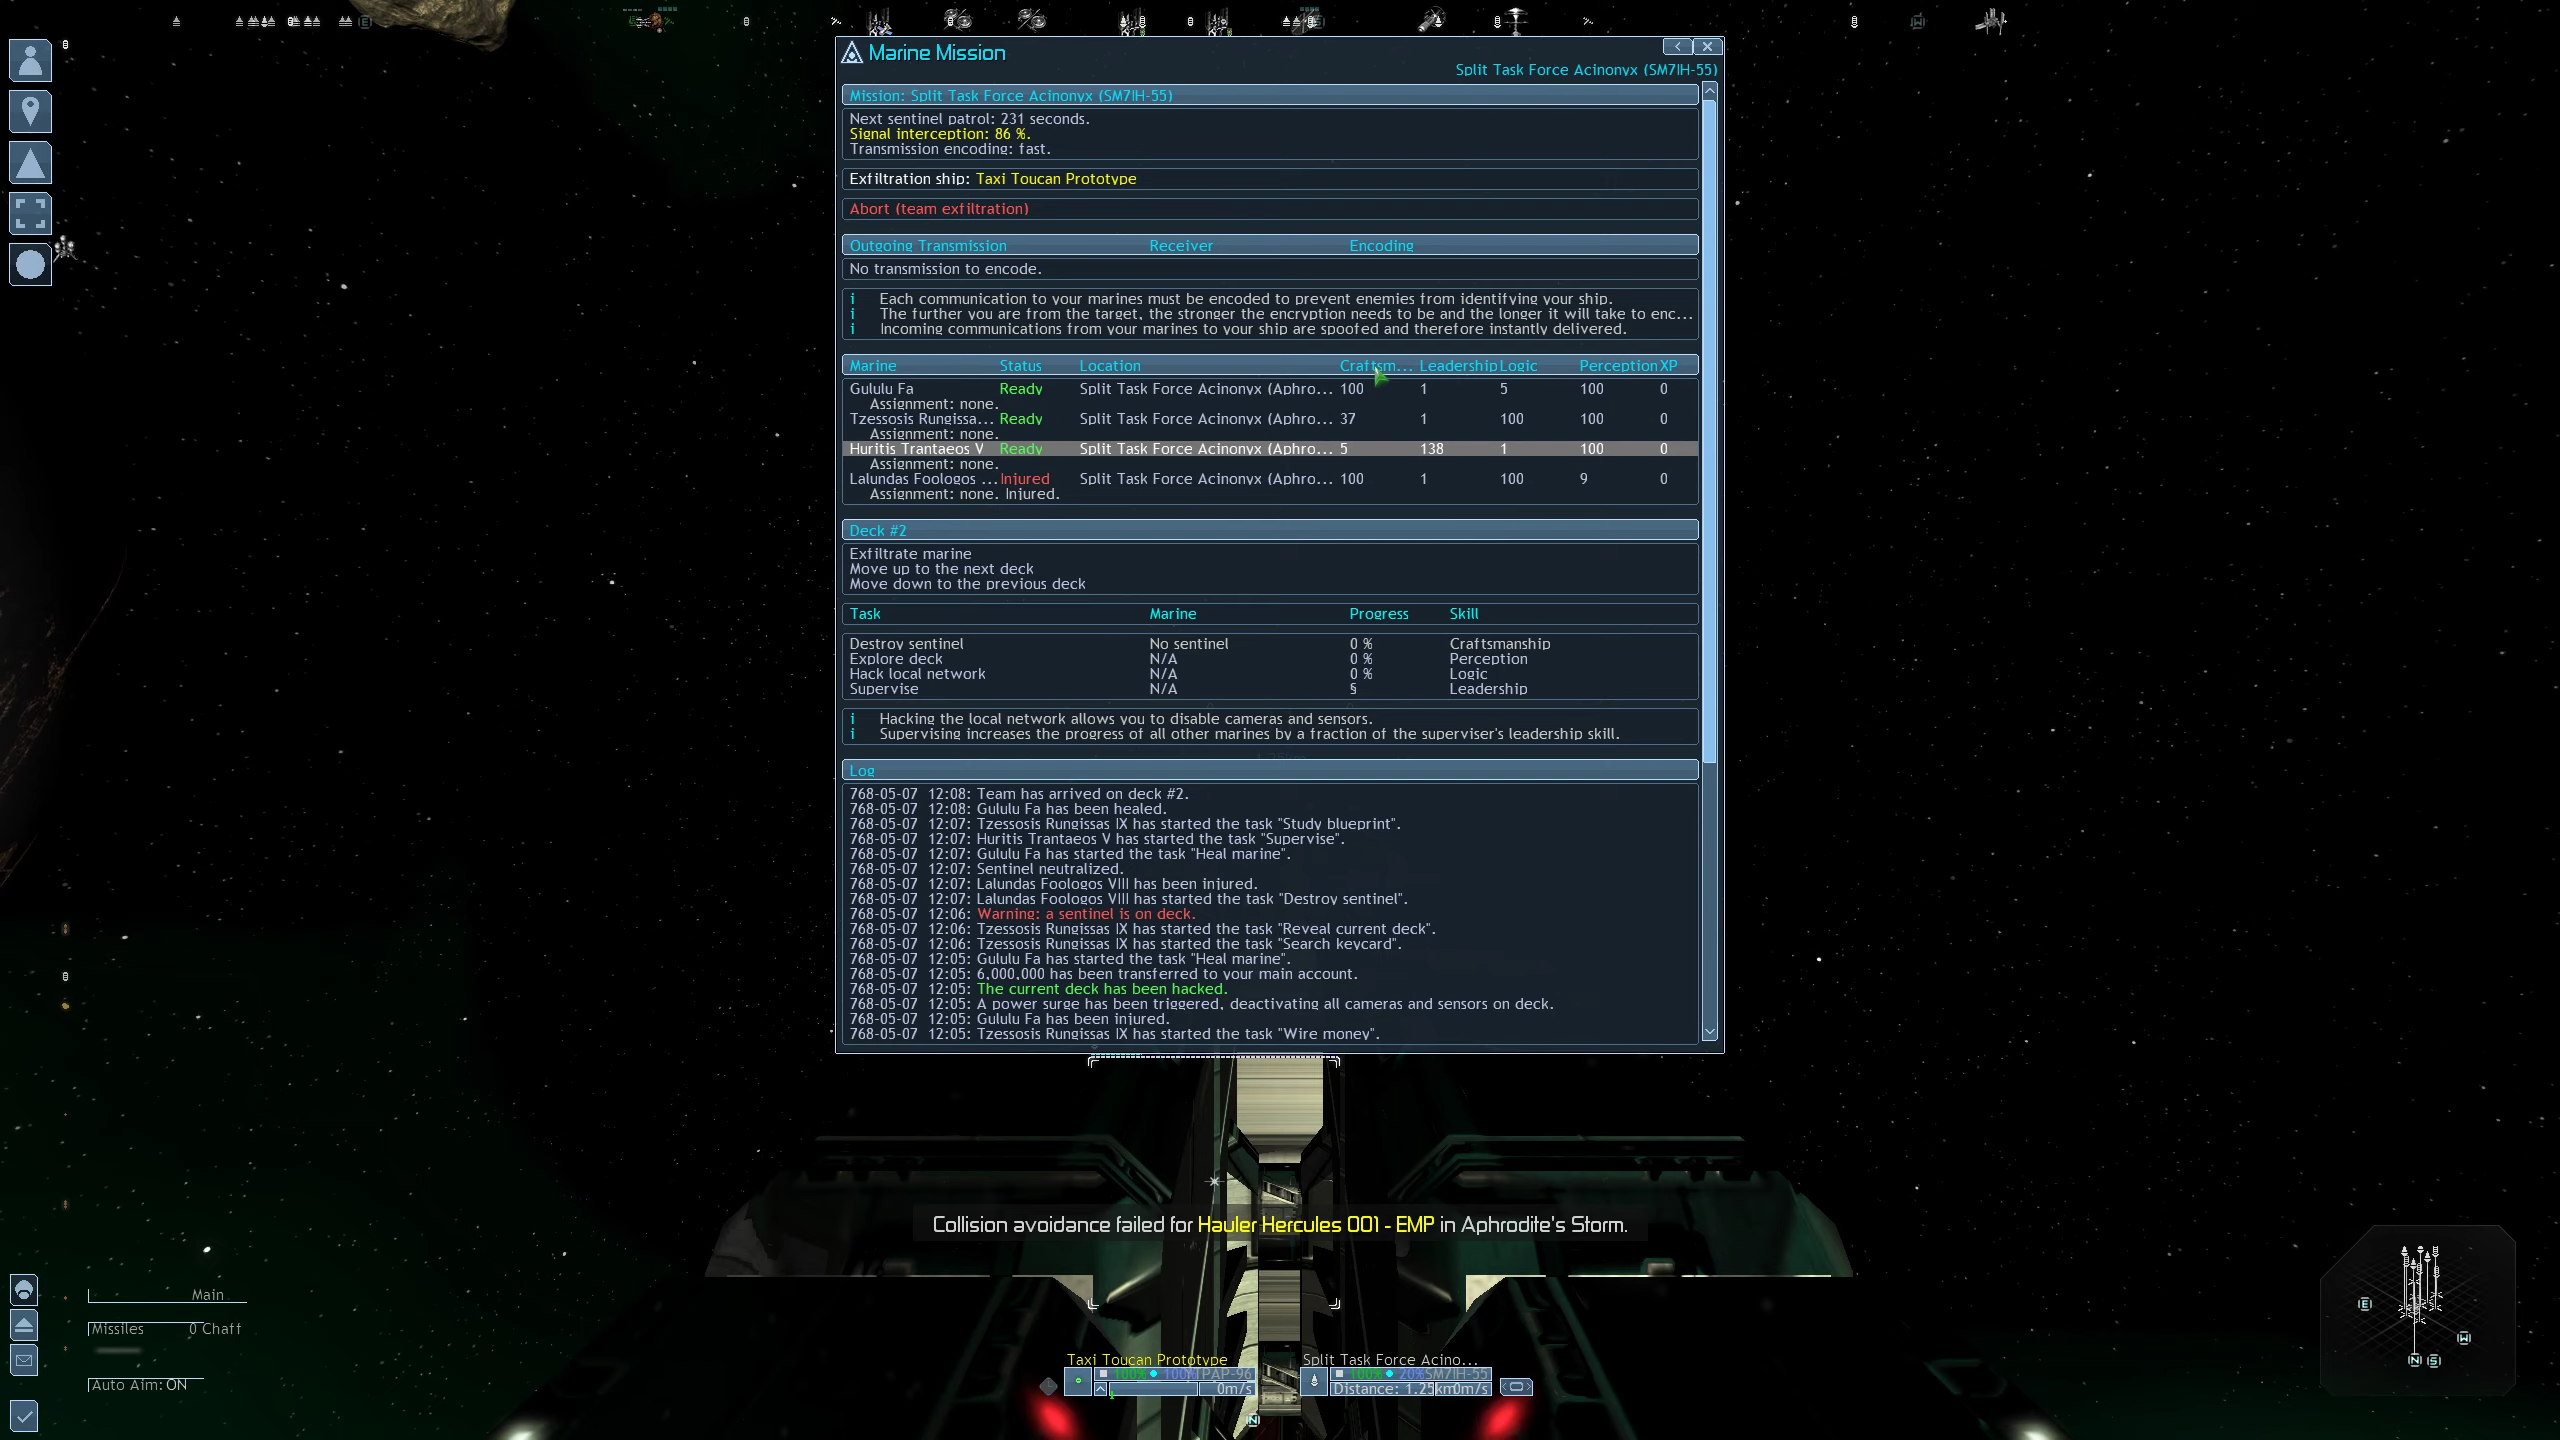 Marine Mission
Split Task Force Acinonyx (SM7IH-55)
Mission: Split Task Force Acinonyx (SM7IH-55)
Next sentinel patrol: 231 seconds.
Signal interception: 86 %.
Transmission encoding: fast.
Exfiltration ship: Taxi Toucan Prototype
Abort (team exfiltration)
Outgoing Transmission Receiver Encoding
No transmission to encode.
i Each communication to your marines must be encoded to prevent enemies from identifying your ship.
i The further you are from the target, the stronger the encryption needs to be and the longer it will take to enc...
i Incoming communications from your marines to your ship are spoofed and therefore instantly delivered.
Marine Status Location Craftsm... Leadership Logic Perception XP
Gululu Fa Ready Split Task Force Acinonyx (Aphro... 100 1 5 100 0
Assignment: none.
Tzessosis Rungissa... Ready Split Task Force Acinonyx (Aphro... 37 1 100 100 0
Assignment: none.
Huritis Trantaeos V Ready Split Task Force Acinonyx (Aphro... 5 138 1 100 0
Assignment: none.
Lalundas Foologos ... Injured Split Task Force Acinonyx (Aphro... 100 1 100 9 0
Assignment: none. Injured.
Deck #2
Exfiltrate marine
Move up to the next deck
Move down to the previous deck
Task Marine Progress Skill
Destroy sentinel No sentinel 0 % Craftsmanship
Explore deck N/A 0 % Perception
Hack local network N/A 0 % Logic
Supervise N/A § Leadership
i Hacking the local network allows you to disable cameras and sensors.
i Supervising increases the progress of all other marines by a fraction of the superviser's leadership skill.
Log
768-05-07 12:08: Team has arrived on deck #2.
768-05-07 12:08: Gululu Fa has been healed.
768-05-07 12:07: Tzessosis Rungissas IX has started the task "Study blueprint".
768-05-07 12:07: Huritis Trantaeos V has started the task "Supervise".
768-05-07 12:07: Gululu Fa has started the task "Heal marine".
768-05-07 12:07: Sentinel neutralized.
768-05-07 12:07: Lalundas Foologos VIII has been injured.
768-05-07 12:07: Lalundas Foologos VIII has started the task "Destroy sentinel".
768-05-07 12:06: Warning: a sentinel is on deck.
768-05-07 12:06: Tzessosis Rungissas IX has started the task "Reveal current deck".
768-05-07 12:06: Tzessosis Rungissas IX has started the task "Search keycard".
768-05-07 12:05: Gululu Fa has started the task "Heal marine".
768-05-07 12:05: 6,000,000 has been transferred to your main account.
768-05-07 12:05: The current deck has been hacked.
768-05-07 12:05: A power surge has been triggered, deactivating all cameras and sensors on deck.
768-05-07 12:05: Gululu Fa has been injured.
768-05-07 12:05: Tzessosis Rungissas IX has started the task "Wire money".
Collision avoidance failed for Hauler Hercules 001 - EMP in Aphrodite's Storm.
Main
Missiles 0 Chaff
Auto Aim: ON
Taxi Toucan Prototype
100% 100% TPAP-96
0m/s
Split Task Force Acino...
100% 20% SM7IH-55
Distance: 1.25km 0m/s
N
E
W
N S